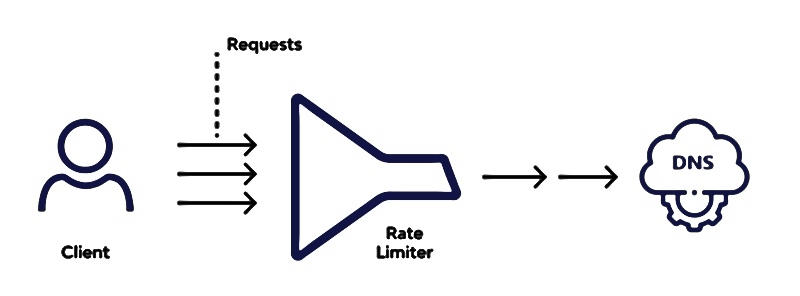 Requests
DNS
Client
Rate
Limiter